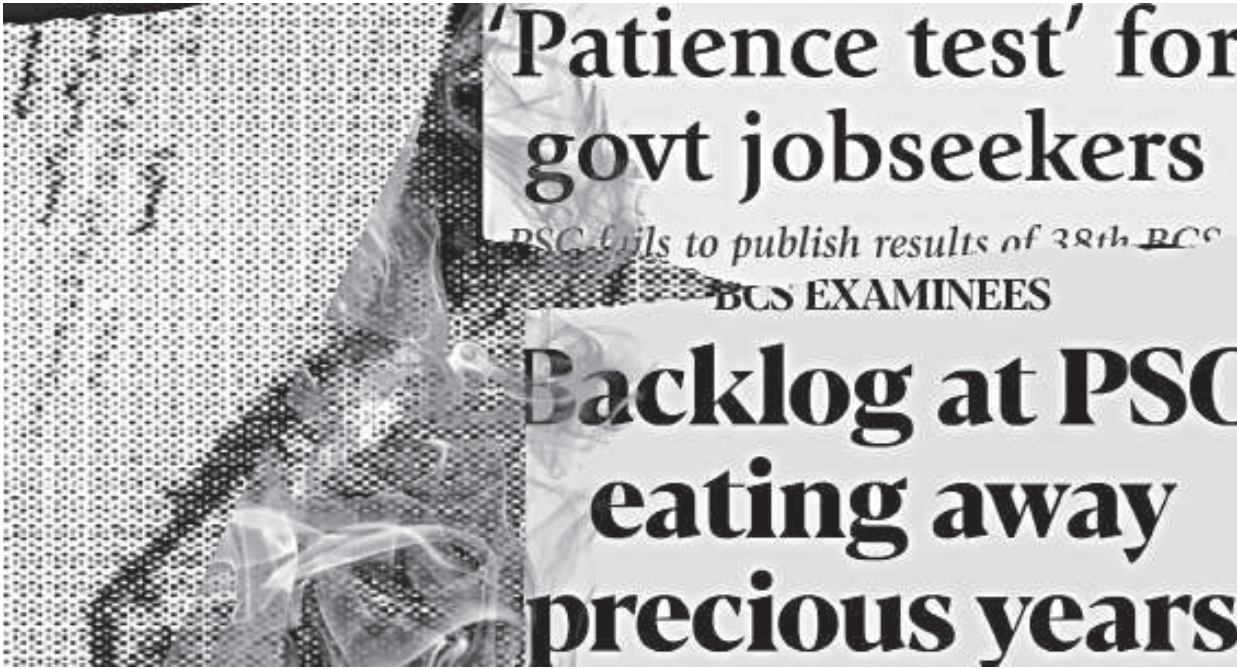 'Patience test' for
govt jobseekers
PSC fails to publish results of 38th BCS
BCS EXAMINEES
Backlog at PSC
eating away
precious years